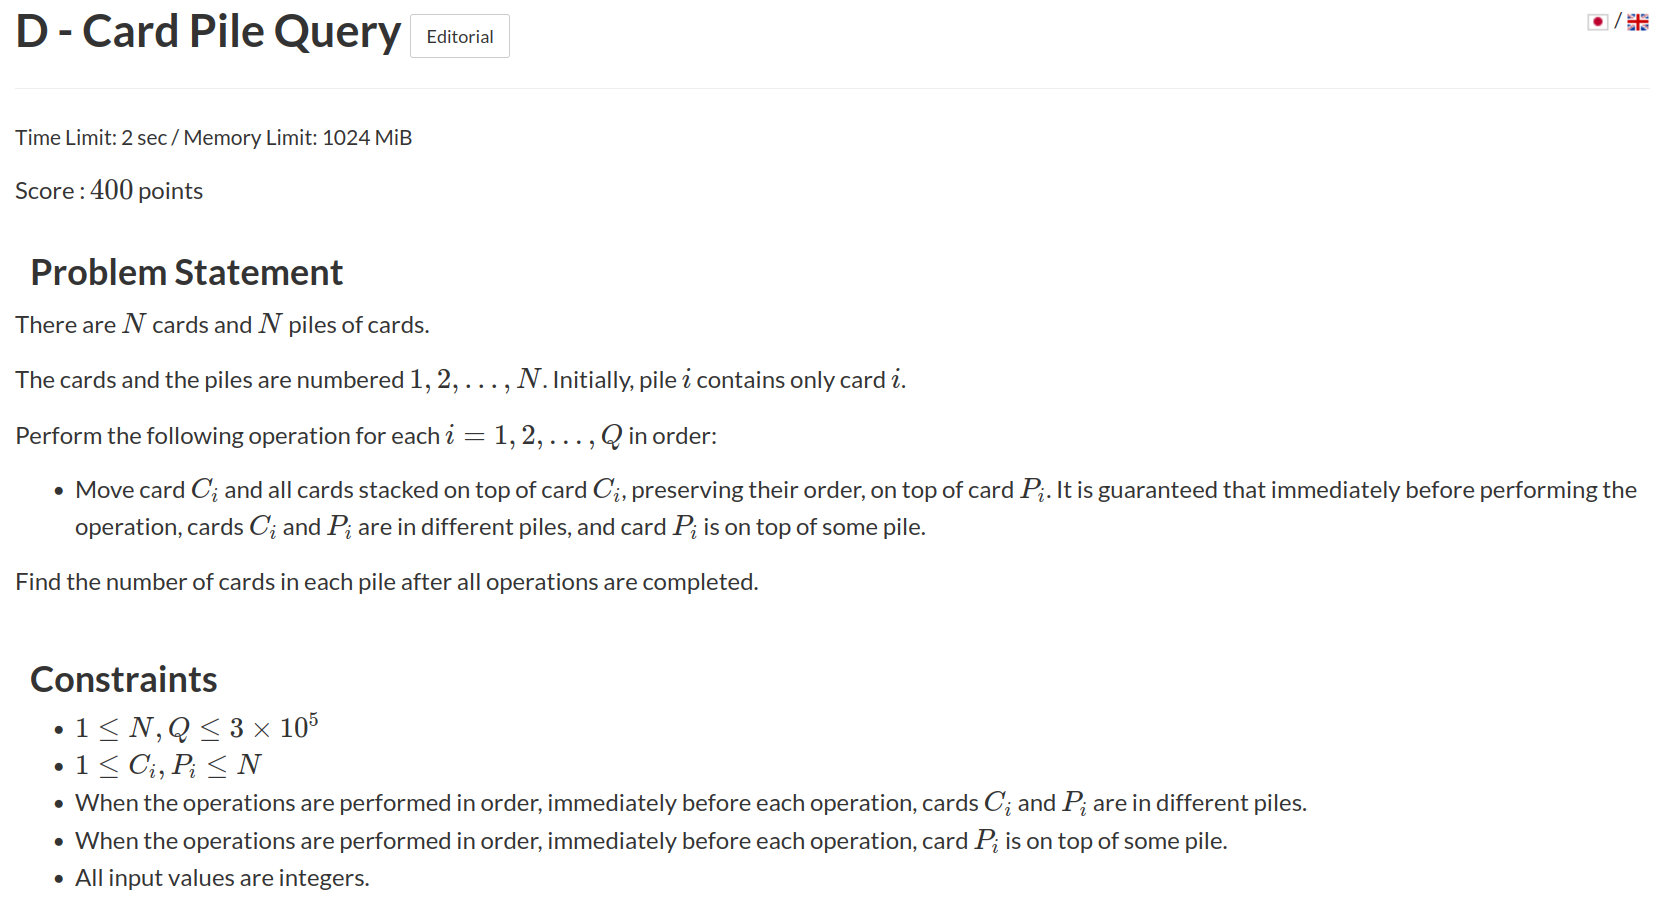 D - Card Pile Query Editorial
/
Time Limit: 2 sec / Memory Limit: 1024 MiB
Score : 400 points
Problem Statement
There are N cards and N piles of cards.
The cards and the piles are numbered 1, 2, . . . , N. Initially, pile i contains only card i.
Perform the following operation for each i = 1, 2, . . . , Q in order:
• Move card C_i and all cards stacked on top of card C_i, preserving their order, on top of card P_i. It is guaranteed that immediately before performing the
operation, cards C_i and P_i are in different piles, and card P_i is on top of some pile.
Find the number of cards in each pile after all operations are completed.
Constraints
• 1 ≤ N, Q ≤ 3 × 10^5
• 1 ≤ C_i, P_i ≤ N
• When the operations are performed in order, immediately before each operation, cards C_i and P_i are in different piles.
• When the operations are performed in order, immediately before each operation, card P_i is on top of some pile.
• All input values are integers.